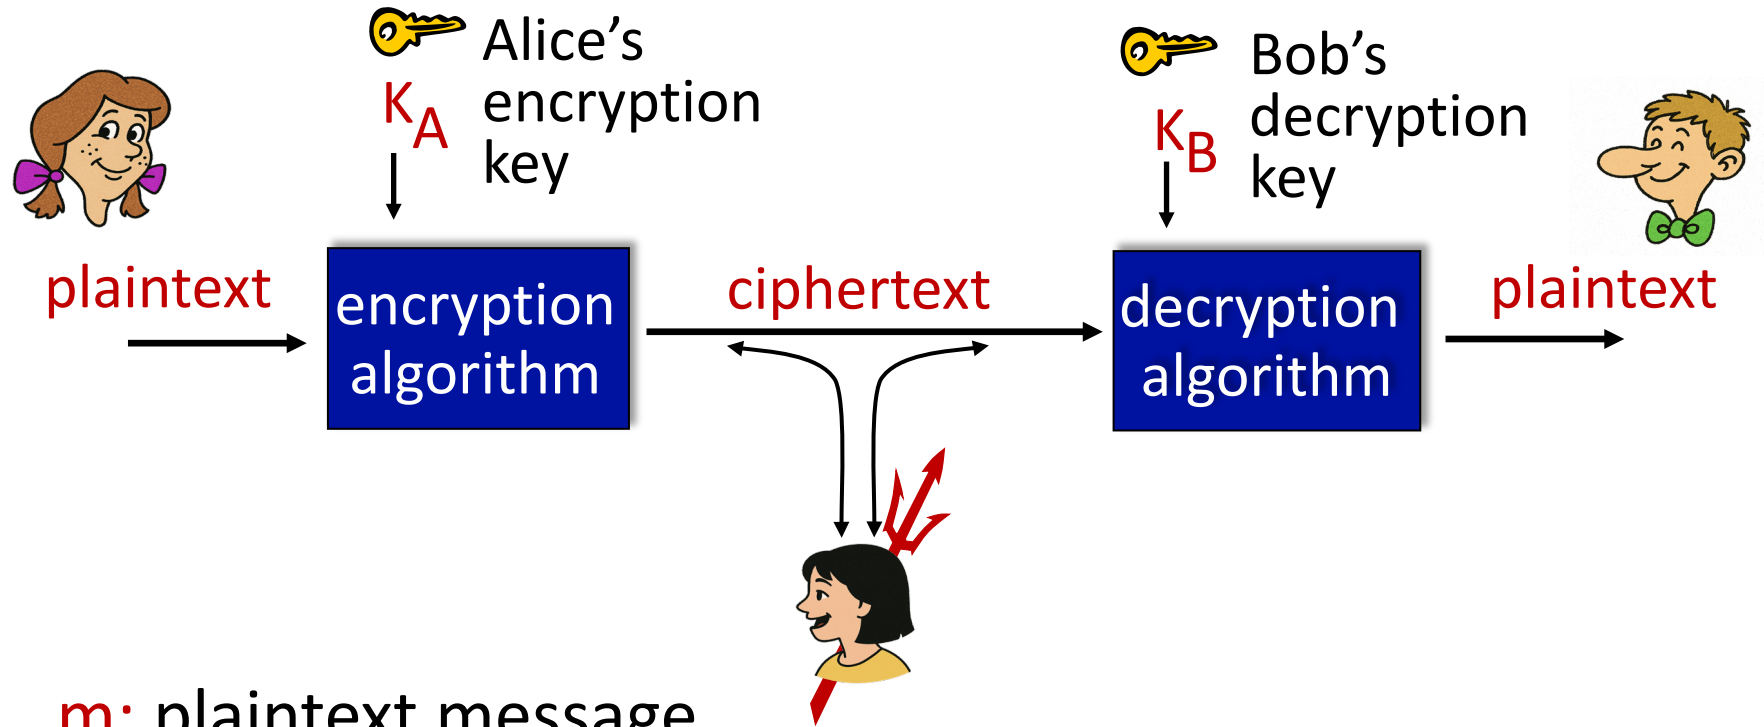 Alice's
encryption
key
K
A
Bob's
decryption
key
K
B
plaintext
encryption
algorithm
ciphertext
decryption
algorithm
plaintext
m: plaintext message